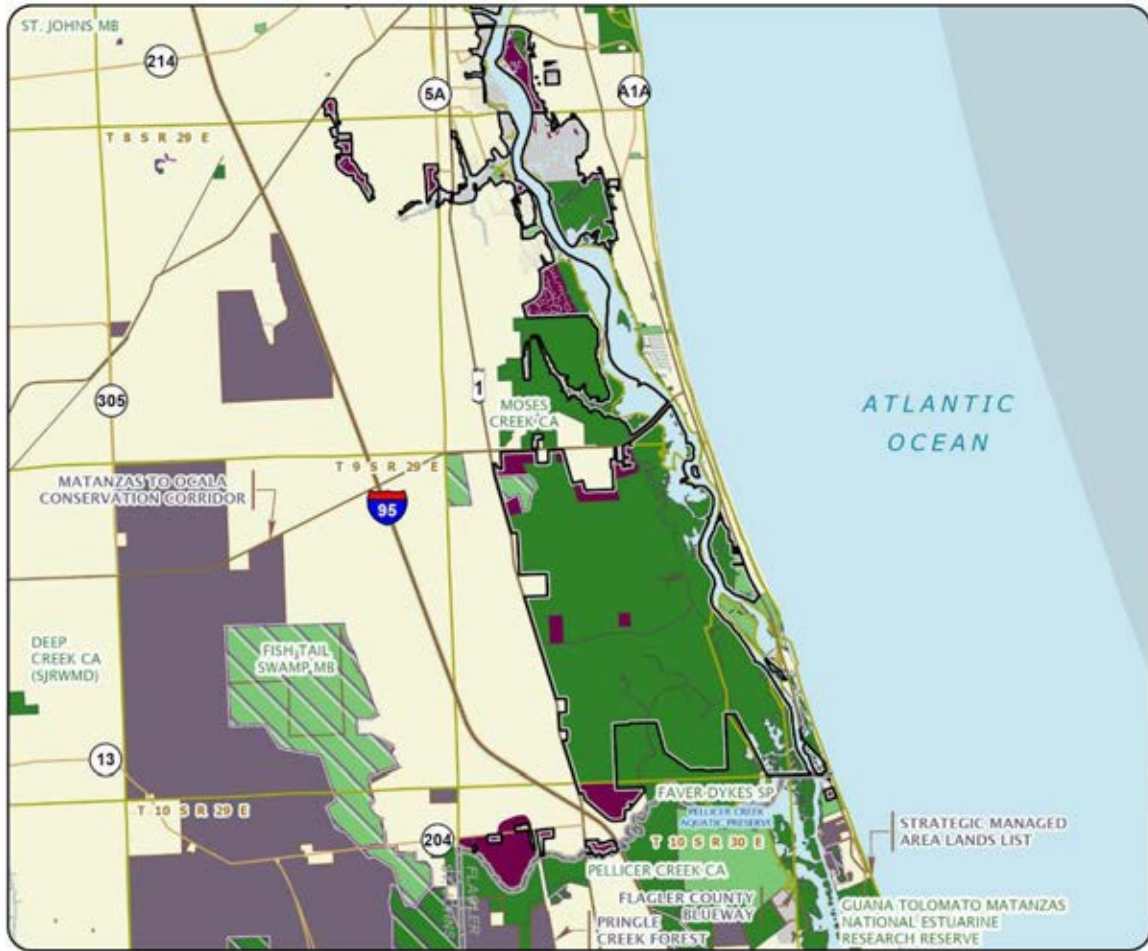 ST. JOHNS MB
214
5A
A1A
T 8 S R 29 E
305
1
MOSES
CREEK CA
ATLANTIC
OCEAN
T 9 S R 29 E
MATANZAS TO OCALA
CONSERVATION CORRIDOR
95
DEEP
CREEK CA
(SJRWMD)
FISH TAIL
SWAMP MB
13
FAVER-DYKES SP
PELLICER CREEK
AQUATIC PRESERVE
T 10 S R 29 E
204
T 10 S R 30 E
STRATEGIC MANAGED
AREA LANDS LIST
PELLICER CREEK CA
FLAGLER
FLAGLER COUNTY
BLUEWAY
PRINGLE
CREEK FOREST
GUANA TOLOMATO MATANZAS
NATIONAL ESTUARINE
RESEARCH RESERVE